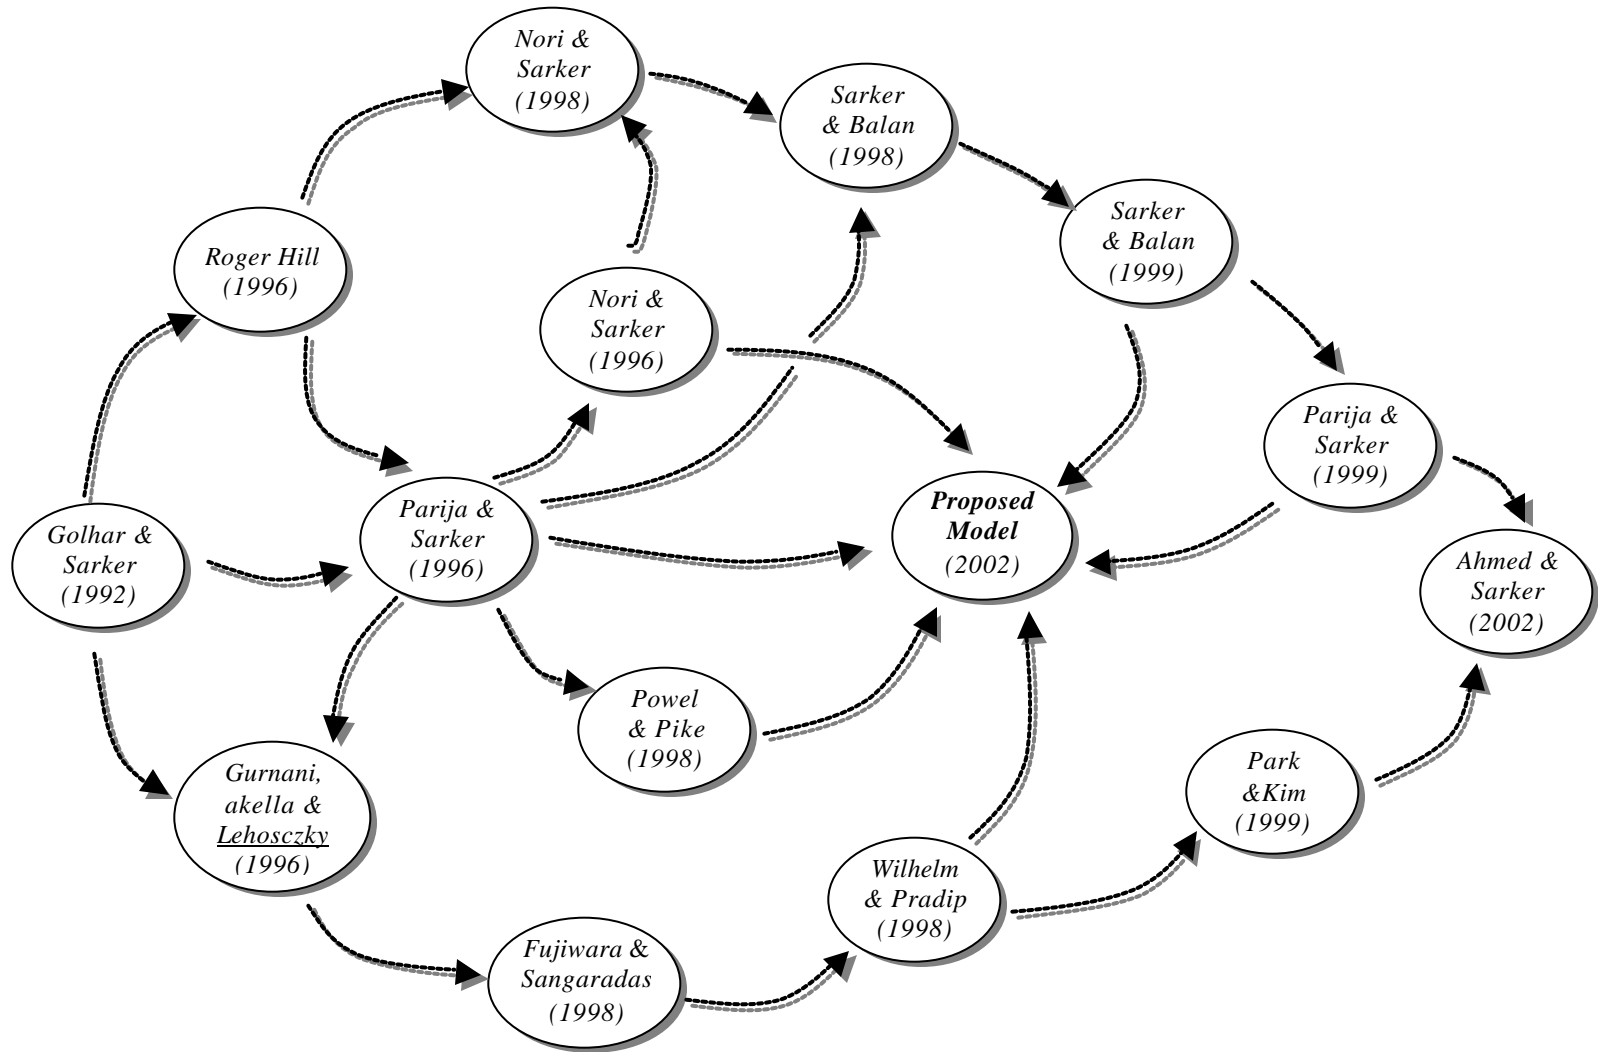 Nori &
Sarker
(1998)
Sarker
& Balan
(1998)
Sarker
& Balan
(1999)
Roger Hill
(1996)
Nori &
Sarker
(1996)
Parija &
Sarker
(1999)
Golhar &
Sarker
(1992)
Parija &
Sarker
(1996)
Proposed
Model
(2002)
Ahmed &
Sarker
(2002)
Powel
& Pike
(1998)
Gurnani,
akella &
Lehosczky
(1996)
Park
&Kim
(1999)
Wilhelm
& Pradip
(1998)
Fujiwara &
Sangaradas
(1998)